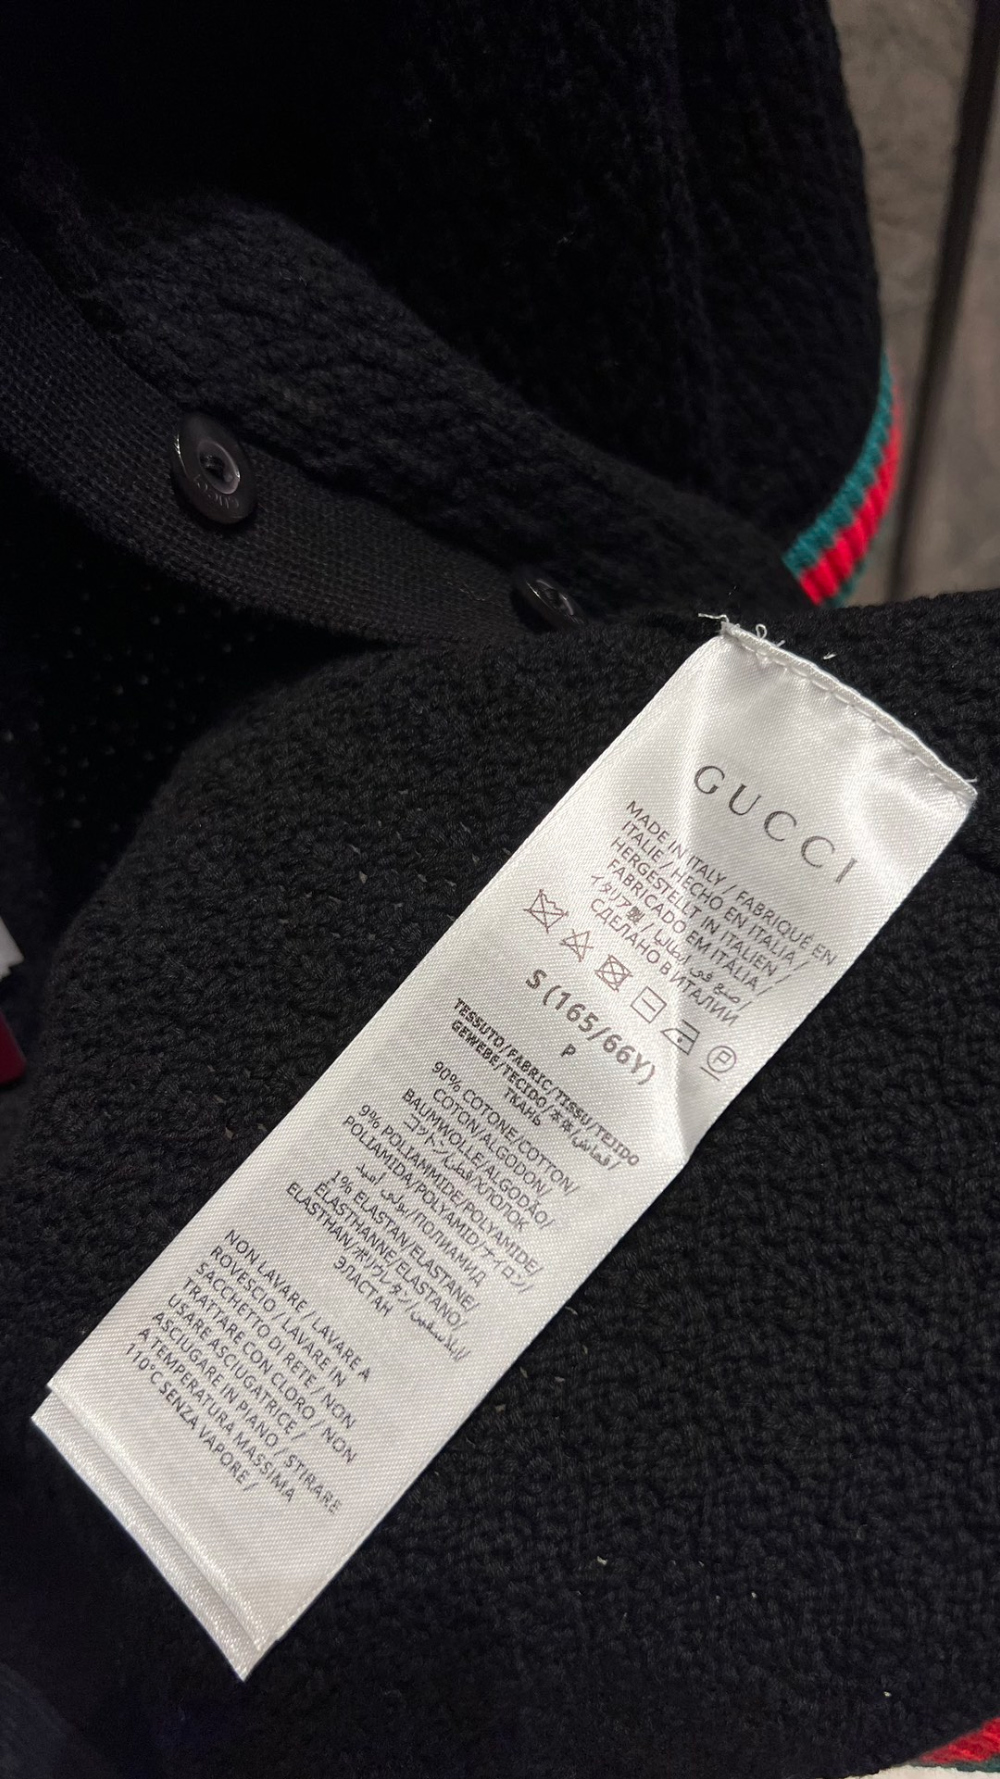 GUCCI
MADE IN ITALY / FABRIQUÉ EN
ITALIE / HECHO EN ITALIA /
HERGESTELLT IN ITALIEN
FABRICADO EM ITÁLIA/
イタリア製 / صنع في إيطاليا /
СДЕЛАНО В ИТАЛИИ
P
S (165/66Y)
P
TESSUTO/FABRIC/TISSU/TEJIDO
GEWEBE/TECIDO/本体/قماش/
ТКАНЬ
90% COTONE/COTTON/
COTON/ALGODON/
BAUMWOLLE/ALGODÃO/
コットン/قطن/ХЛОПОК
9% POLIAMMIDE/POLYAMIDE/
POLIAMIDA/POLYAMID/ナイロン/
بولي أميد/ПОЛИАМИД
1% ELASTAN/ELASTANE/
ÉLASTHANNE/ELASTANO/
ELASTHAN/ポリウレタン/إيلاستين/
ЭЛАСТАН
NON LAVARE / LAVARE A
ROVESCIO / LAVARE IN
SACCHETTO DI RETE / NON
TRATTARE CON CLORO / NON
USARE ASCIUGATRICE /
ASCIUGARE IN PIANO / STIRARE
A TEMPERATURA MASSIMA
110°C SENZA VAPORE /